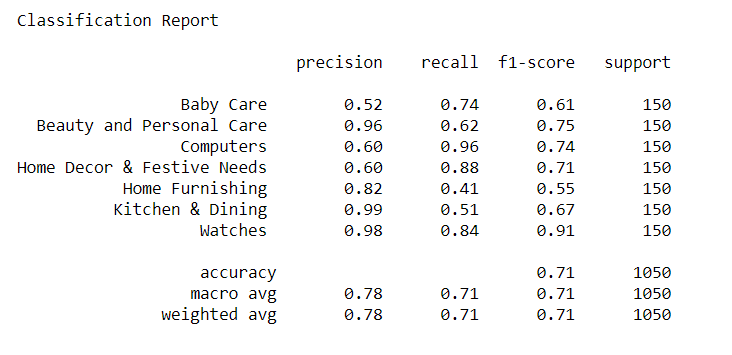 Classification Report
precision recall f1-score support
Baby Care 0.52 0.74 0.61 150
Beauty and Personal Care 0.96 0.62 0.75 150
Computers 0.60 0.96 0.74 150
Home Decor & Festive Needs 0.60 0.88 0.71 150
Home Furnishing 0.82 0.41 0.55 150
Kitchen & Dining 0.99 0.51 0.67 150
Watches 0.98 0.84 0.91 150
accuracy 0.71 1050
macro avg 0.78 0.71 0.71 1050
weighted avg 0.78 0.71 0.71 1050